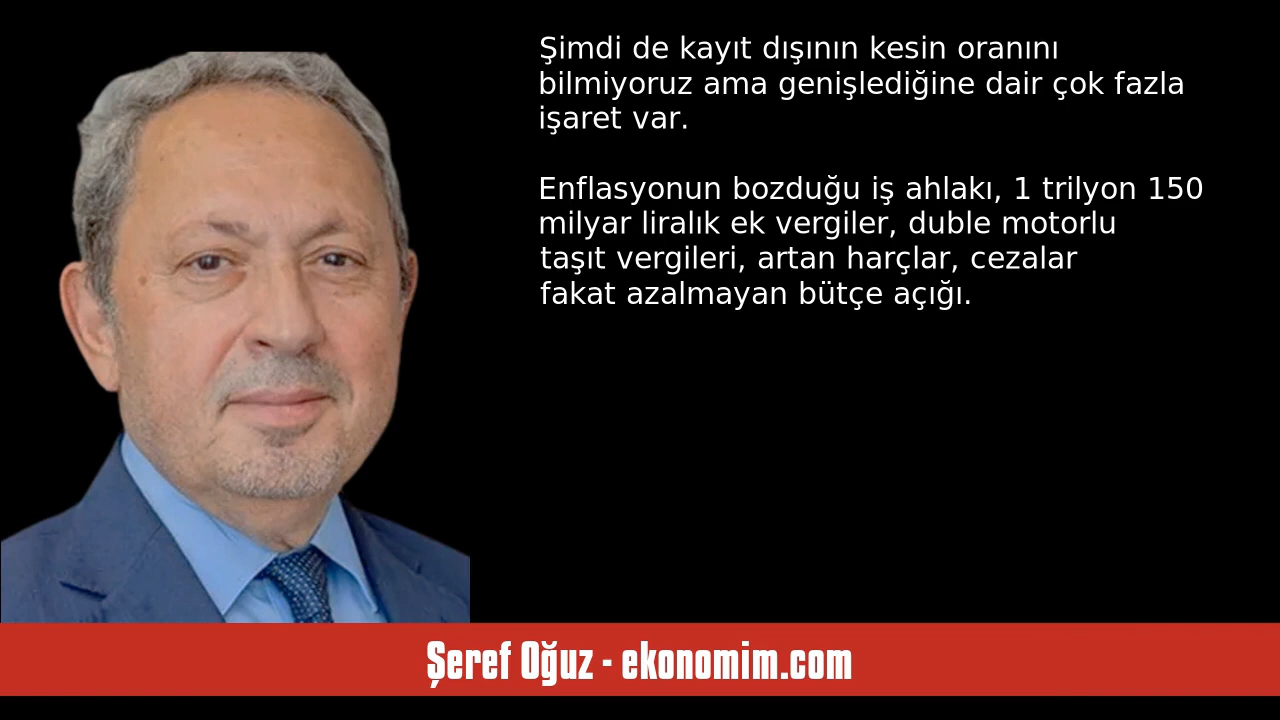 Şimdi de kayıt dışının kesin oranını
bilmiyoruz ama genişlediğine dair çok fazla
işaret var.
Enflasyonun bozduğu iş ahlakı, 1 trilyon 150
milyar liralık ek vergiler, duble motorlu
taşıt vergileri, artan harçlar, cezalar
fakat azalmayan bütçe açığı.
Şeref Oğuz - ekonomim.com